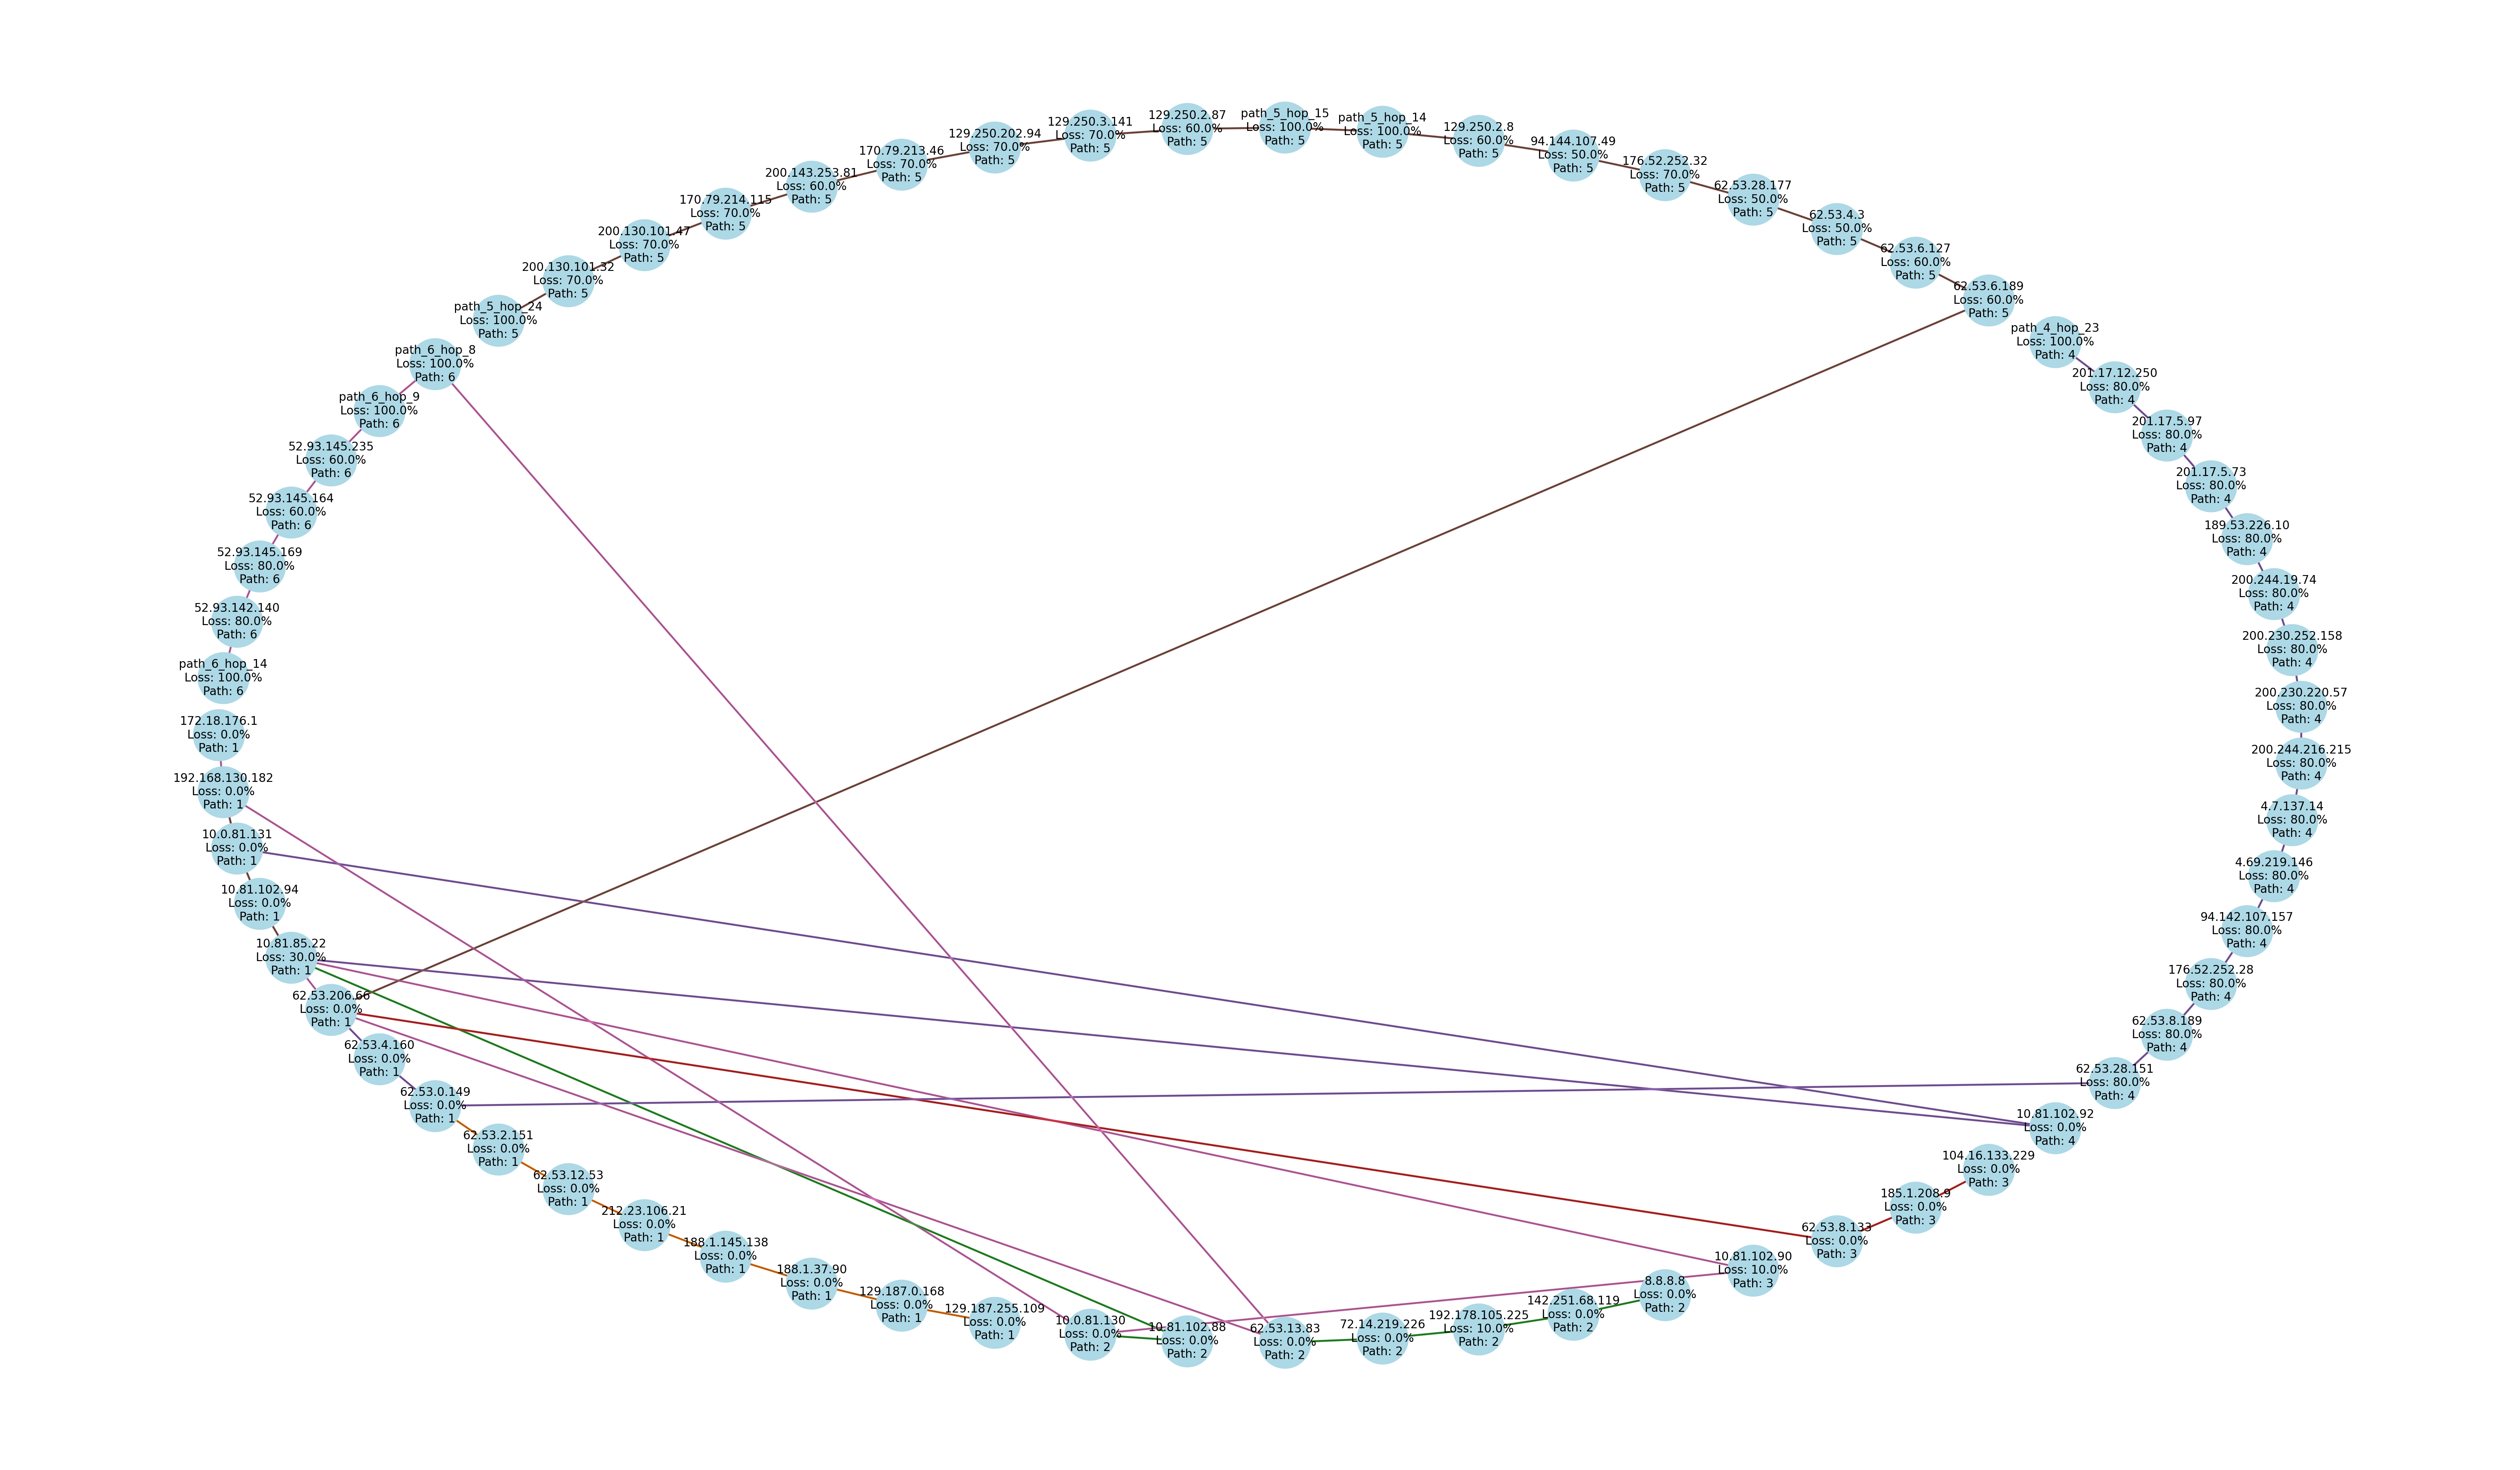 path_5_hop_15
Loss: 100.0%
Path: 5
path_5_hop_14
Loss: 100.0%
Path: 5
129.250.2.8
Loss: 60.0%
Path: 5
94.144.107.49
Loss: 50.0%
Path: 5
176.52.252.32
Loss: 70.0%
Path: 5
62.53.28.177
Loss: 50.0%
Path: 5
62.53.4.3
Loss: 50.0%
Path: 5
62.53.6.127
Loss: 60.0%
Path: 5
62.53.6.189
Loss: 60.0%
Path: 5
path_4_hop_23
Loss: 100.0%
Path: 4
201.17.12.250
Loss: 80.0%
Path: 4
201.17.5.97
Loss: 80.0%
Path: 4
201.17.5.73
Loss: 80.0%
Path: 4
189.53.226.10
Loss: 80.0%
Path: 4
200.244.19.74
Loss: 80.0%
Path: 4
200.230.252.158
Loss: 80.0%
Path: 4
200.230.220.57
Loss: 80.0%
Path: 4
200.244.216.215
Loss: 80.0%
Path: 4
4.7.137.14
Loss: 80.0%
Path: 4
4.69.219.146
Loss: 80.0%
Path: 4
94.142.107.157
Loss: 80.0%
Path: 4
176.52.252.28
Loss: 80.0%
Path: 4
62.53.8.189
Loss: 80.0%
Path: 4
62.53.28.151
Loss: 80.0%
Path: 4
10.81.102.92
Loss: 0.0%
Path: 4
104.16.133.229
Loss: 0.0%
Path: 3
185.1.208.9
Loss: 0.0%
Path: 3
62.53.8.133
Loss: 0.0%
Path: 3
10.81.102.90
Loss: 10.0%
Path: 3
8.8.8.8
Loss: 0.0%
Path: 2
142.251.68.119
Loss: 0.0%
Path: 2
192.178.105.225
Loss: 10.0%
Path: 2
72.14.219.226
Loss: 0.0%
Path: 2
62.53.13.83
Loss: 0.0%
Path: 2
10.81.102.88
Loss: 0.0%
Path: 2
10.0.81.130
Loss: 0.0%
Path: 2
129.187.255.109
Loss: 0.0%
Path: 1
129.187.0.168
Loss: 0.0%
Path: 1
188.1.37.90
Loss: 0.0%
Path: 1
188.1.145.138
Loss: 0.0%
Path: 1
212.23.106.21
Loss: 0.0%
Path: 1
62.53.12.53
Loss: 0.0%
Path: 1
62.53.2.151
Loss: 0.0%
Path: 1
62.53.0.149
Loss: 0.0%
Path: 1
62.53.4.160
Loss: 0.0%
Path: 1
62.53.206.66
Loss: 0.0%
Path: 1
10.81.85.22
Loss: 30.0%
Path: 1
10.81.102.94
Loss: 0.0%
Path: 1
10.0.81.131
Loss: 0.0%
Path: 1
192.168.130.182
Loss: 0.0%
Path: 1
172.18.176.1
Loss: 0.0%
Path: 1
path_6_hop_14
Loss: 100.0%
Path: 6
52.93.142.140
Loss: 80.0%
Path: 6
52.93.145.169
Loss: 80.0%
Path: 6
52.93.145.164
Loss: 60.0%
Path: 6
52.93.145.235
Loss: 60.0%
Path: 6
path_6_hop_9
Loss: 100.0%
Path: 6
path_6_hop_8
Loss: 100.0%
Path: 6
path_5_hop_24
Loss: 100.0%
Path: 5
200.130.101.32
Loss: 70.0%
Path: 5
200.130.101.47
Loss: 70.0%
Path: 5
170.79.214.115
Loss: 70.0%
Path: 5
200.143.253.81
Loss: 60.0%
Path: 5
170.79.213.46
Loss: 70.0%
Path: 5
129.250.202.94
Loss: 70.0%
Path: 5
129.250.3.141
Loss: 70.0%
Path: 5
129.250.2.87
Loss: 60.0%
Path: 5